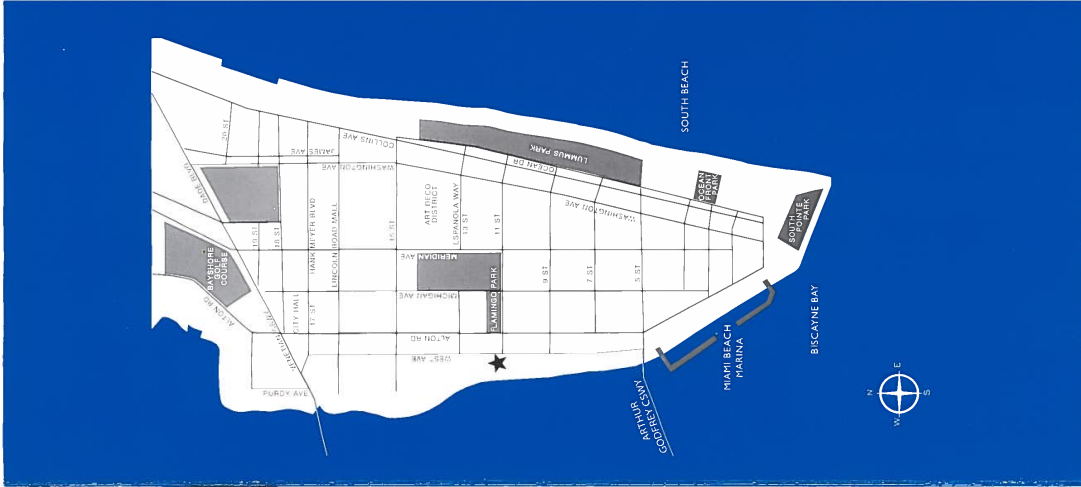 SOUTH BEACH
20 ST
JAMES AVE
COLLINS AVE
WASHINGTON AVE
LUMMUS PARK
OCEAN DR
DADE BLVD
OCEAN
FRONT
PARK
ART DECO
DISTRICT
ESPANOLA WAY
WASHINGTON AVE
SOUTH
POINTE
PARK
BAYSHORE
GOLF
COURSE
19 ST
18 ST
HANK MEYER BLVD
LINCOLN ROAD MALL
15 ST
13 ST
11 ST
MERIDIAN AVE
9 ST
7 ST
5 ST
ALTON RD
VENETIAN CSWY
CITY HALL
17 ST
MICHIGAN AVE
FLAMINGO PARK
ALTON RD
WEST AVE
PURDY AVE
MIAMI BEACH
MARINA
BISCAYNE BAY
ARTHUR
GODFREY CSWY
N
E
S
W